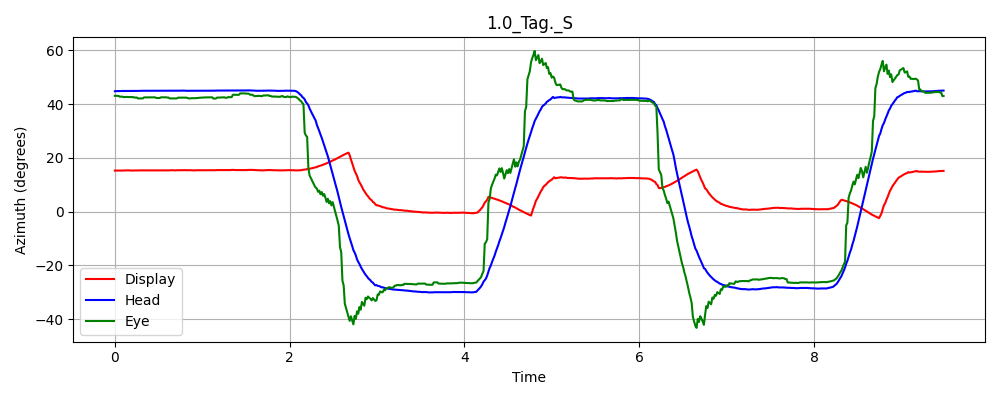 1.0_Tag._S
Azimuth (degrees)
60
40
20
0
−20
−40
Display
Head
Eye
0 2 4 6 8
Time